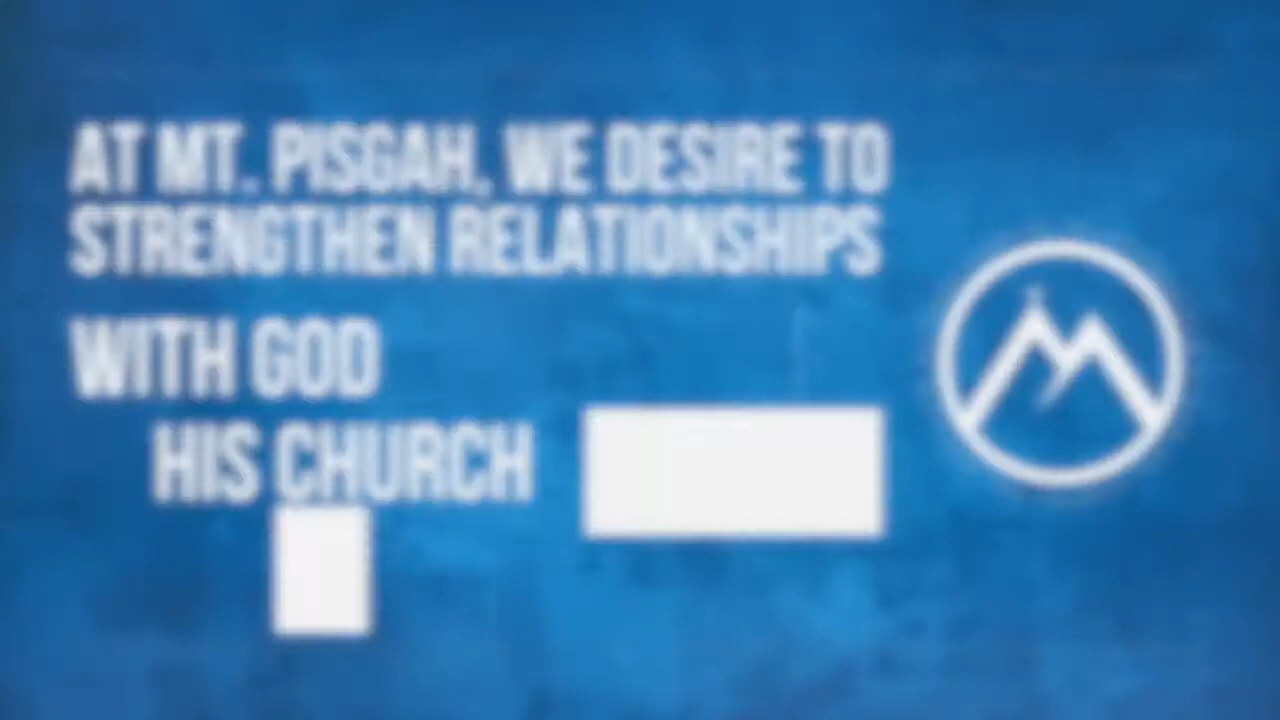 AT MT. PISGAH, WE DESIRE TO
STRENGTHEN RELATIONSHIPS
WITH GOD
HIS CHURCH